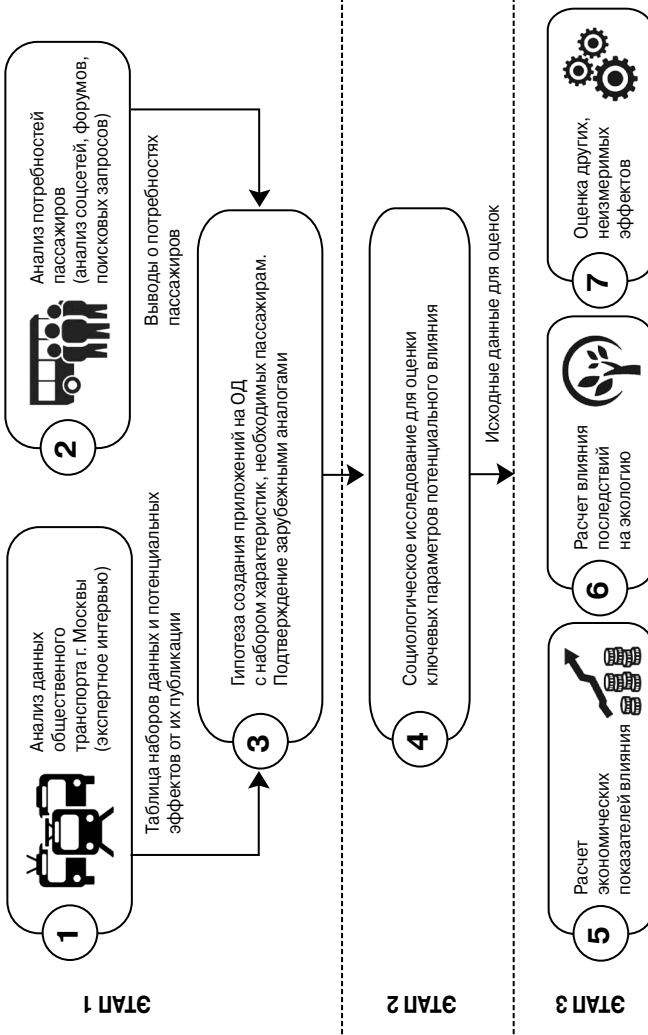 ЭТАП 1
1
Анализ данных
общественного
транспорта г. Москвы
(экспертное интервью)
2
Анализ потребностей
пассажиров
(анализ соцсетей, форумов,
поисковых запросов)
Таблица наборов данных и потенциальных
эффектов от их публикации
Выводы о потребностях
пассажиров
3
Гипотеза создания приложений на ОД
с набором характеристик, необходимых пассажирам.
Подтверждение зарубежными аналогами
ЭТАП 2
4
Социологическое исследование для оценки
ключевых параметров потенциального влияния
Исходные данные для оценок
ЭТАП 3
5
Расчет
экономических
показателей влияния
6
Расчет влияния
последствий
на экологию
7
Оценка других,
неизмеримых
эффектов